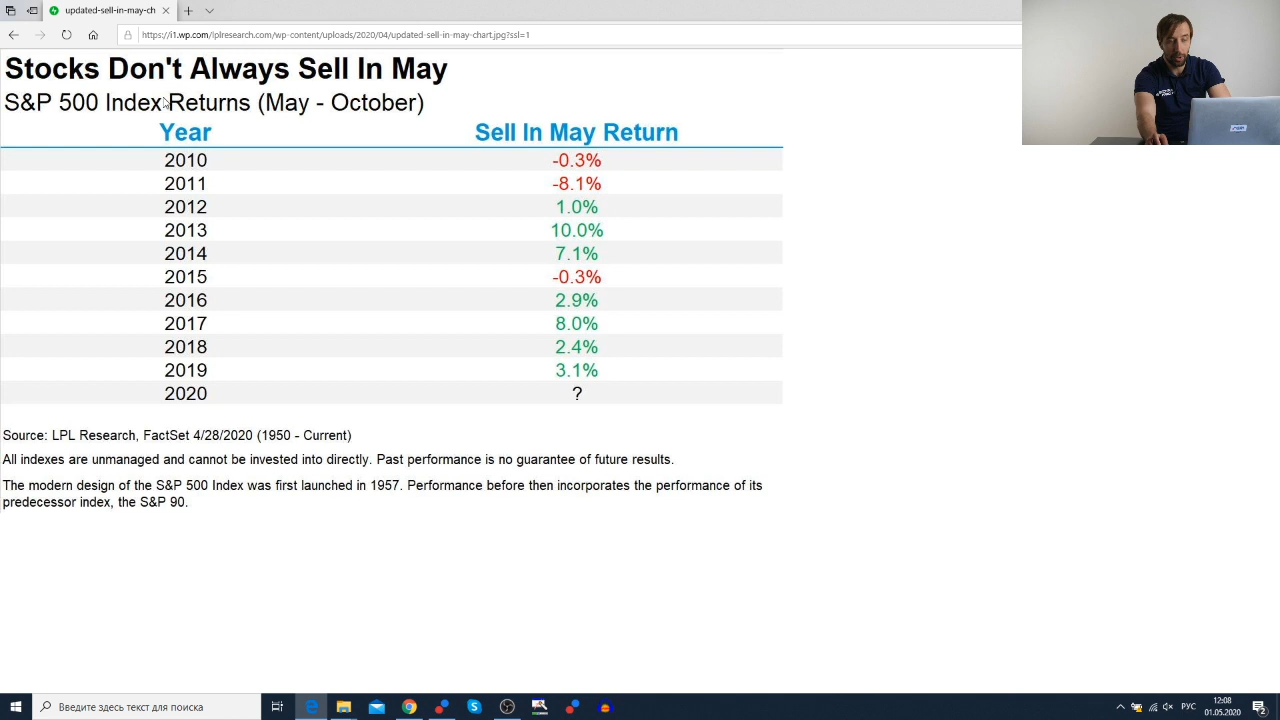 updated-sell-in-may-ch
https://i1.wp.com/lplresearch.com/wp-content/uploads/2020/04/updated-sell-in-may-chart.jpg?ssl=1
Stocks Don't Always Sell In May
S&P 500 Index Returns (May - October)
Year Sell In May Return
2010 -0.3%
2011 -8.1%
2012 1.0%
2013 10.0%
2014 7.1%
2015 -0.3%
2016 2.9%
2017 8.0%
2018 2.4%
2019 3.1%
2020 ?
Source: LPL Research, FactSet 4/28/2020 (1950 - Current)
All indexes are unmanaged and cannot be invested into directly. Past performance is no guarantee of future results.
The modern design of the S&P 500 Index was first launched in 1957. Performance before then incorporates the performance of its
predecessor index, the S&P 90.
Введите здесь текст для поиска
РУС
12:08
01.05.2020
2